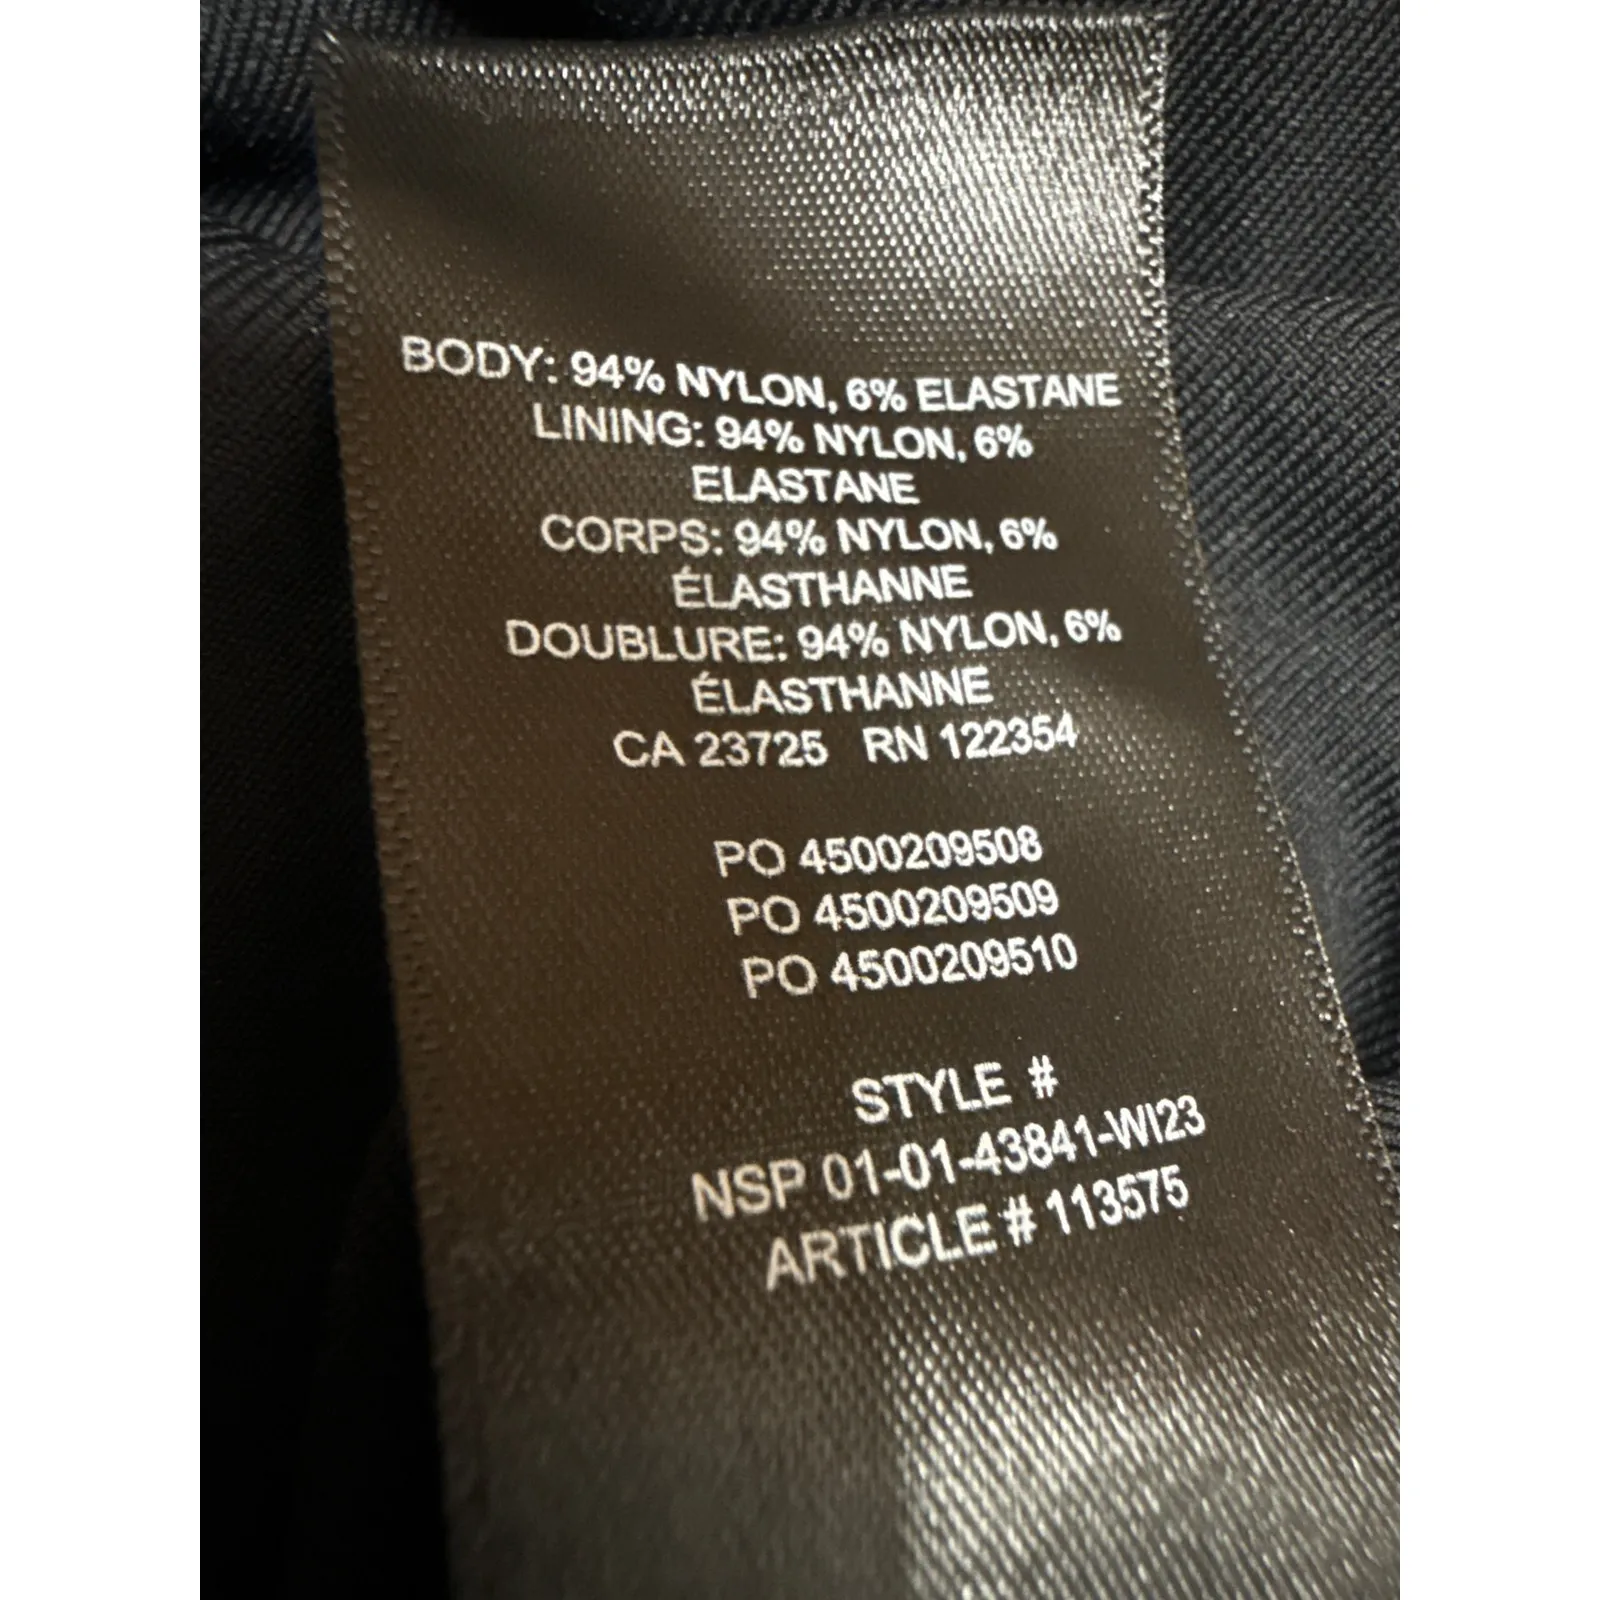 BODY: 94% NYLON, 6% ELASTANE
LINING: 94% NYLON, 6%
ELASTANE
CORPS: 94% NYLON, 6%
ÉLASTHANNE
DOUBLURE: 94% NYLON, 6%
ÉLASTHANNE
CA 23725 RN 122354
PO 4500209508
PO 4500209509
PO 4500209510
STYLE #
NSP 01-01-43841-WI23
ARTICLE # 113575